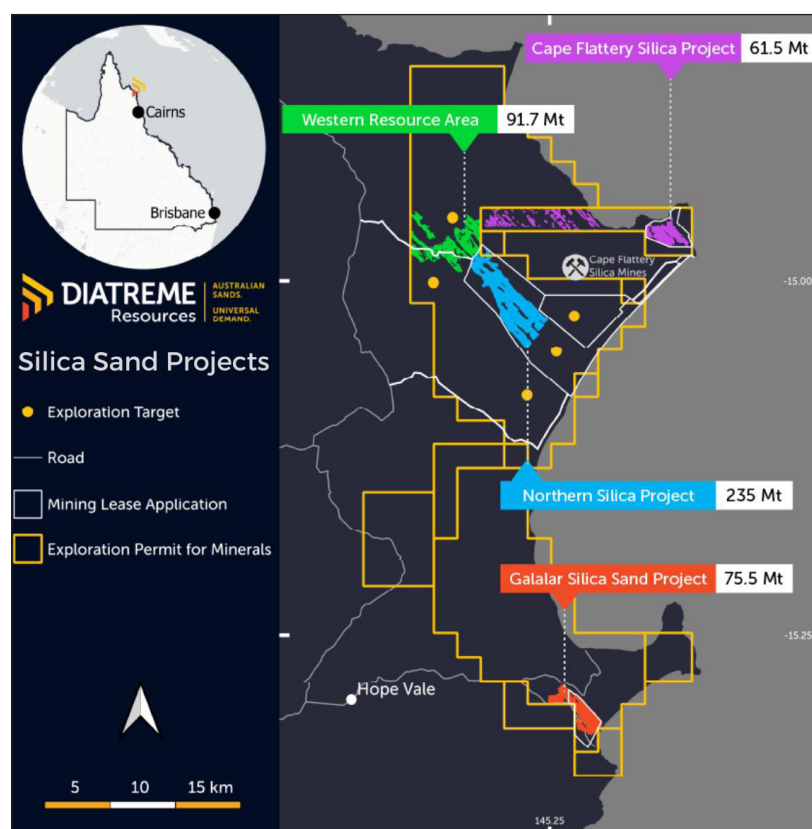 Cairns
Brisbane
DIATREME
Resources
AUSTRALIAN
SANDS.
UNIVERSAL
DEMAND.
Silica Sand Projects
Exploration Target
Road
Mining Lease Application
Exploration Permit for Minerals
5 10 15 km
Cape Flattery Silica Project 61.5 Mt
Western Resource Area 91.7 Mt
Cape Flattery
Silica Mines
-15.00
Northern Silica Project 235 Mt
Galalar Silica Sand Project 75.5 Mt
-15.25
Hope Vale
145.25